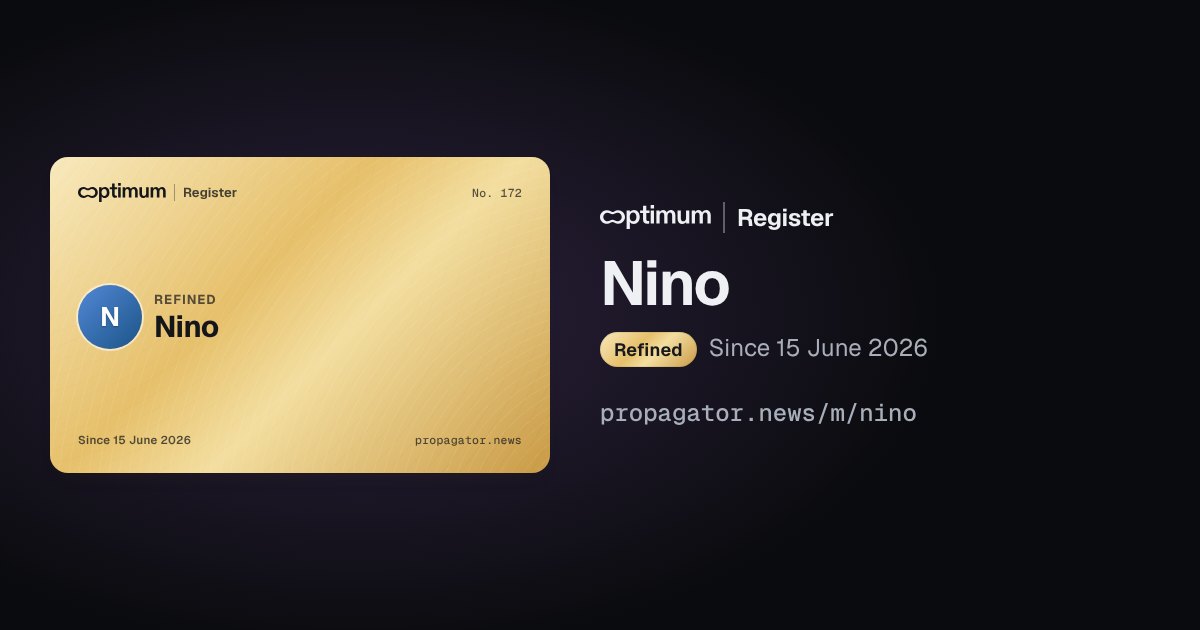 optimum | Register
No. 172
N
REFINED
Nino
Since 15 June 2026
propagator.news
optimum | Register
Nino
Refined Since 15 June 2026
propagator.news/m/nino